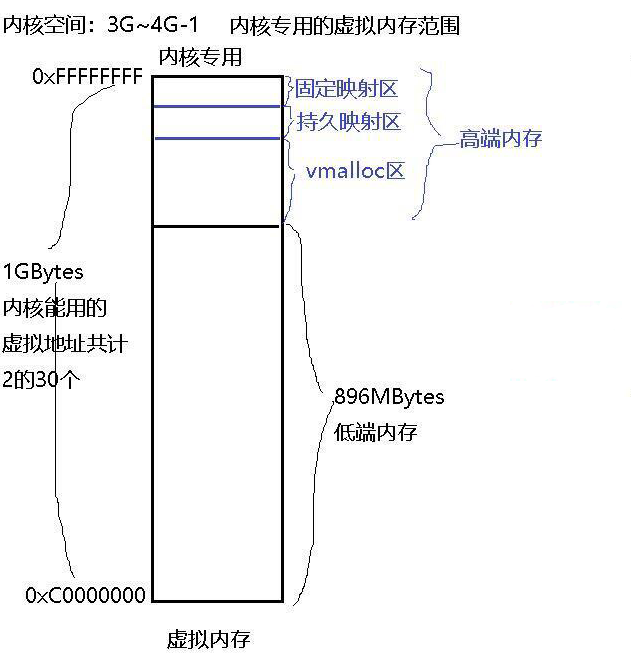 内核空间：3G~4G-1 内核专用的虚拟内存范围
内核专用
0xFFFFFFFF
固定映射区
持久映射区
高端内存
vmalloc区
1GBytes
内核能用的
虚拟地址共计
2的30个
896MBytes
低端内存
0xC0000000
虚拟内存